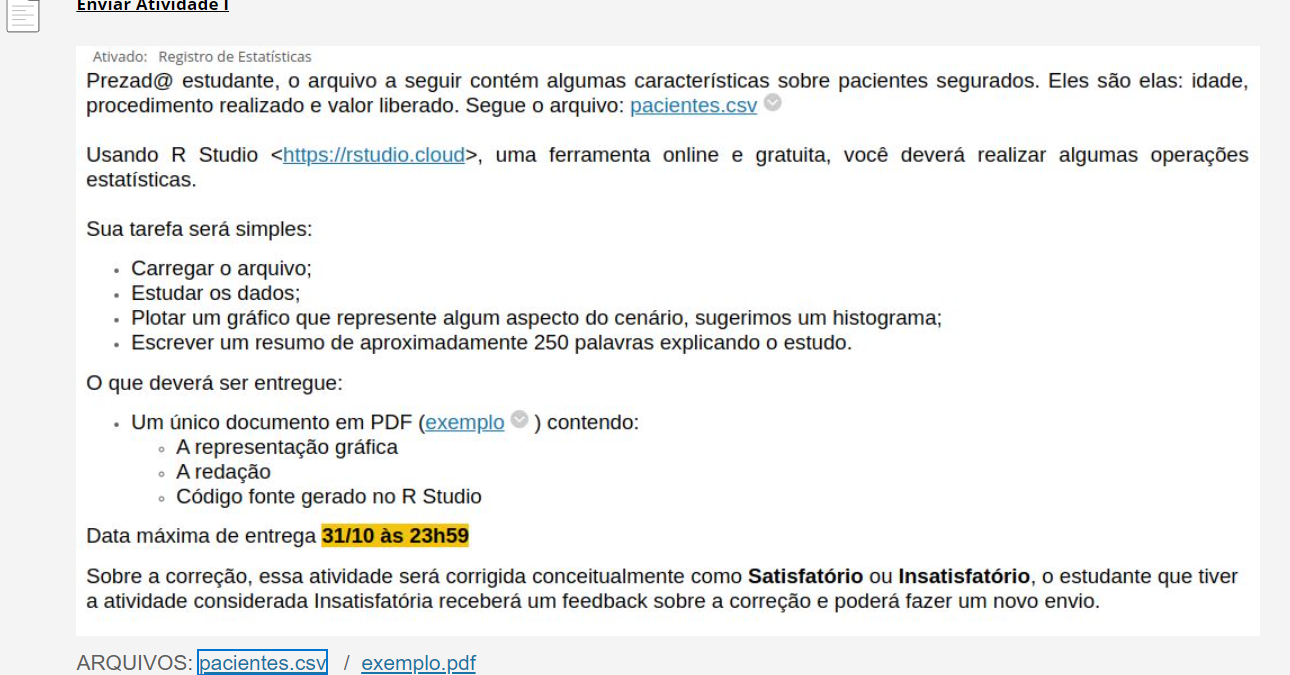 Enviar Atividade I
Ativado: Registro de Estatísticas
Prezad@ estudante, o arquivo a seguir contém algumas características sobre pacientes segurados. Eles são elas: idade,
procedimento realizado e valor liberado. Segue o arquivo: pacientes.csv
Usando R Studio <https://rstudio.cloud>, uma ferramenta online e gratuita, você deverá realizar algumas operações
estatísticas.
Sua tarefa será simples:
• Carregar o arquivo;
• Estudar os dados;
• Plotar um gráfico que represente algum aspecto do cenário, sugerimos um histograma;
• Escrever um resumo de aproximadamente 250 palavras explicando o estudo.
O que deverá ser entregue:
• Um único documento em PDF (exemplo ) contendo:
◦ A representação gráfica
◦ A redação
◦ Código fonte gerado no R Studio
Data máxima de entrega 31/10 às 23h59
Sobre a correção, essa atividade será corrigida conceitualmente como Satisfatório ou Insatisfatório, o estudante que tiver
a atividade considerada Insatisfatória receberá um feedback sobre a correção e poderá fazer um novo envio.
ARQUIVOS: pacientes.csv / exemplo.pdf